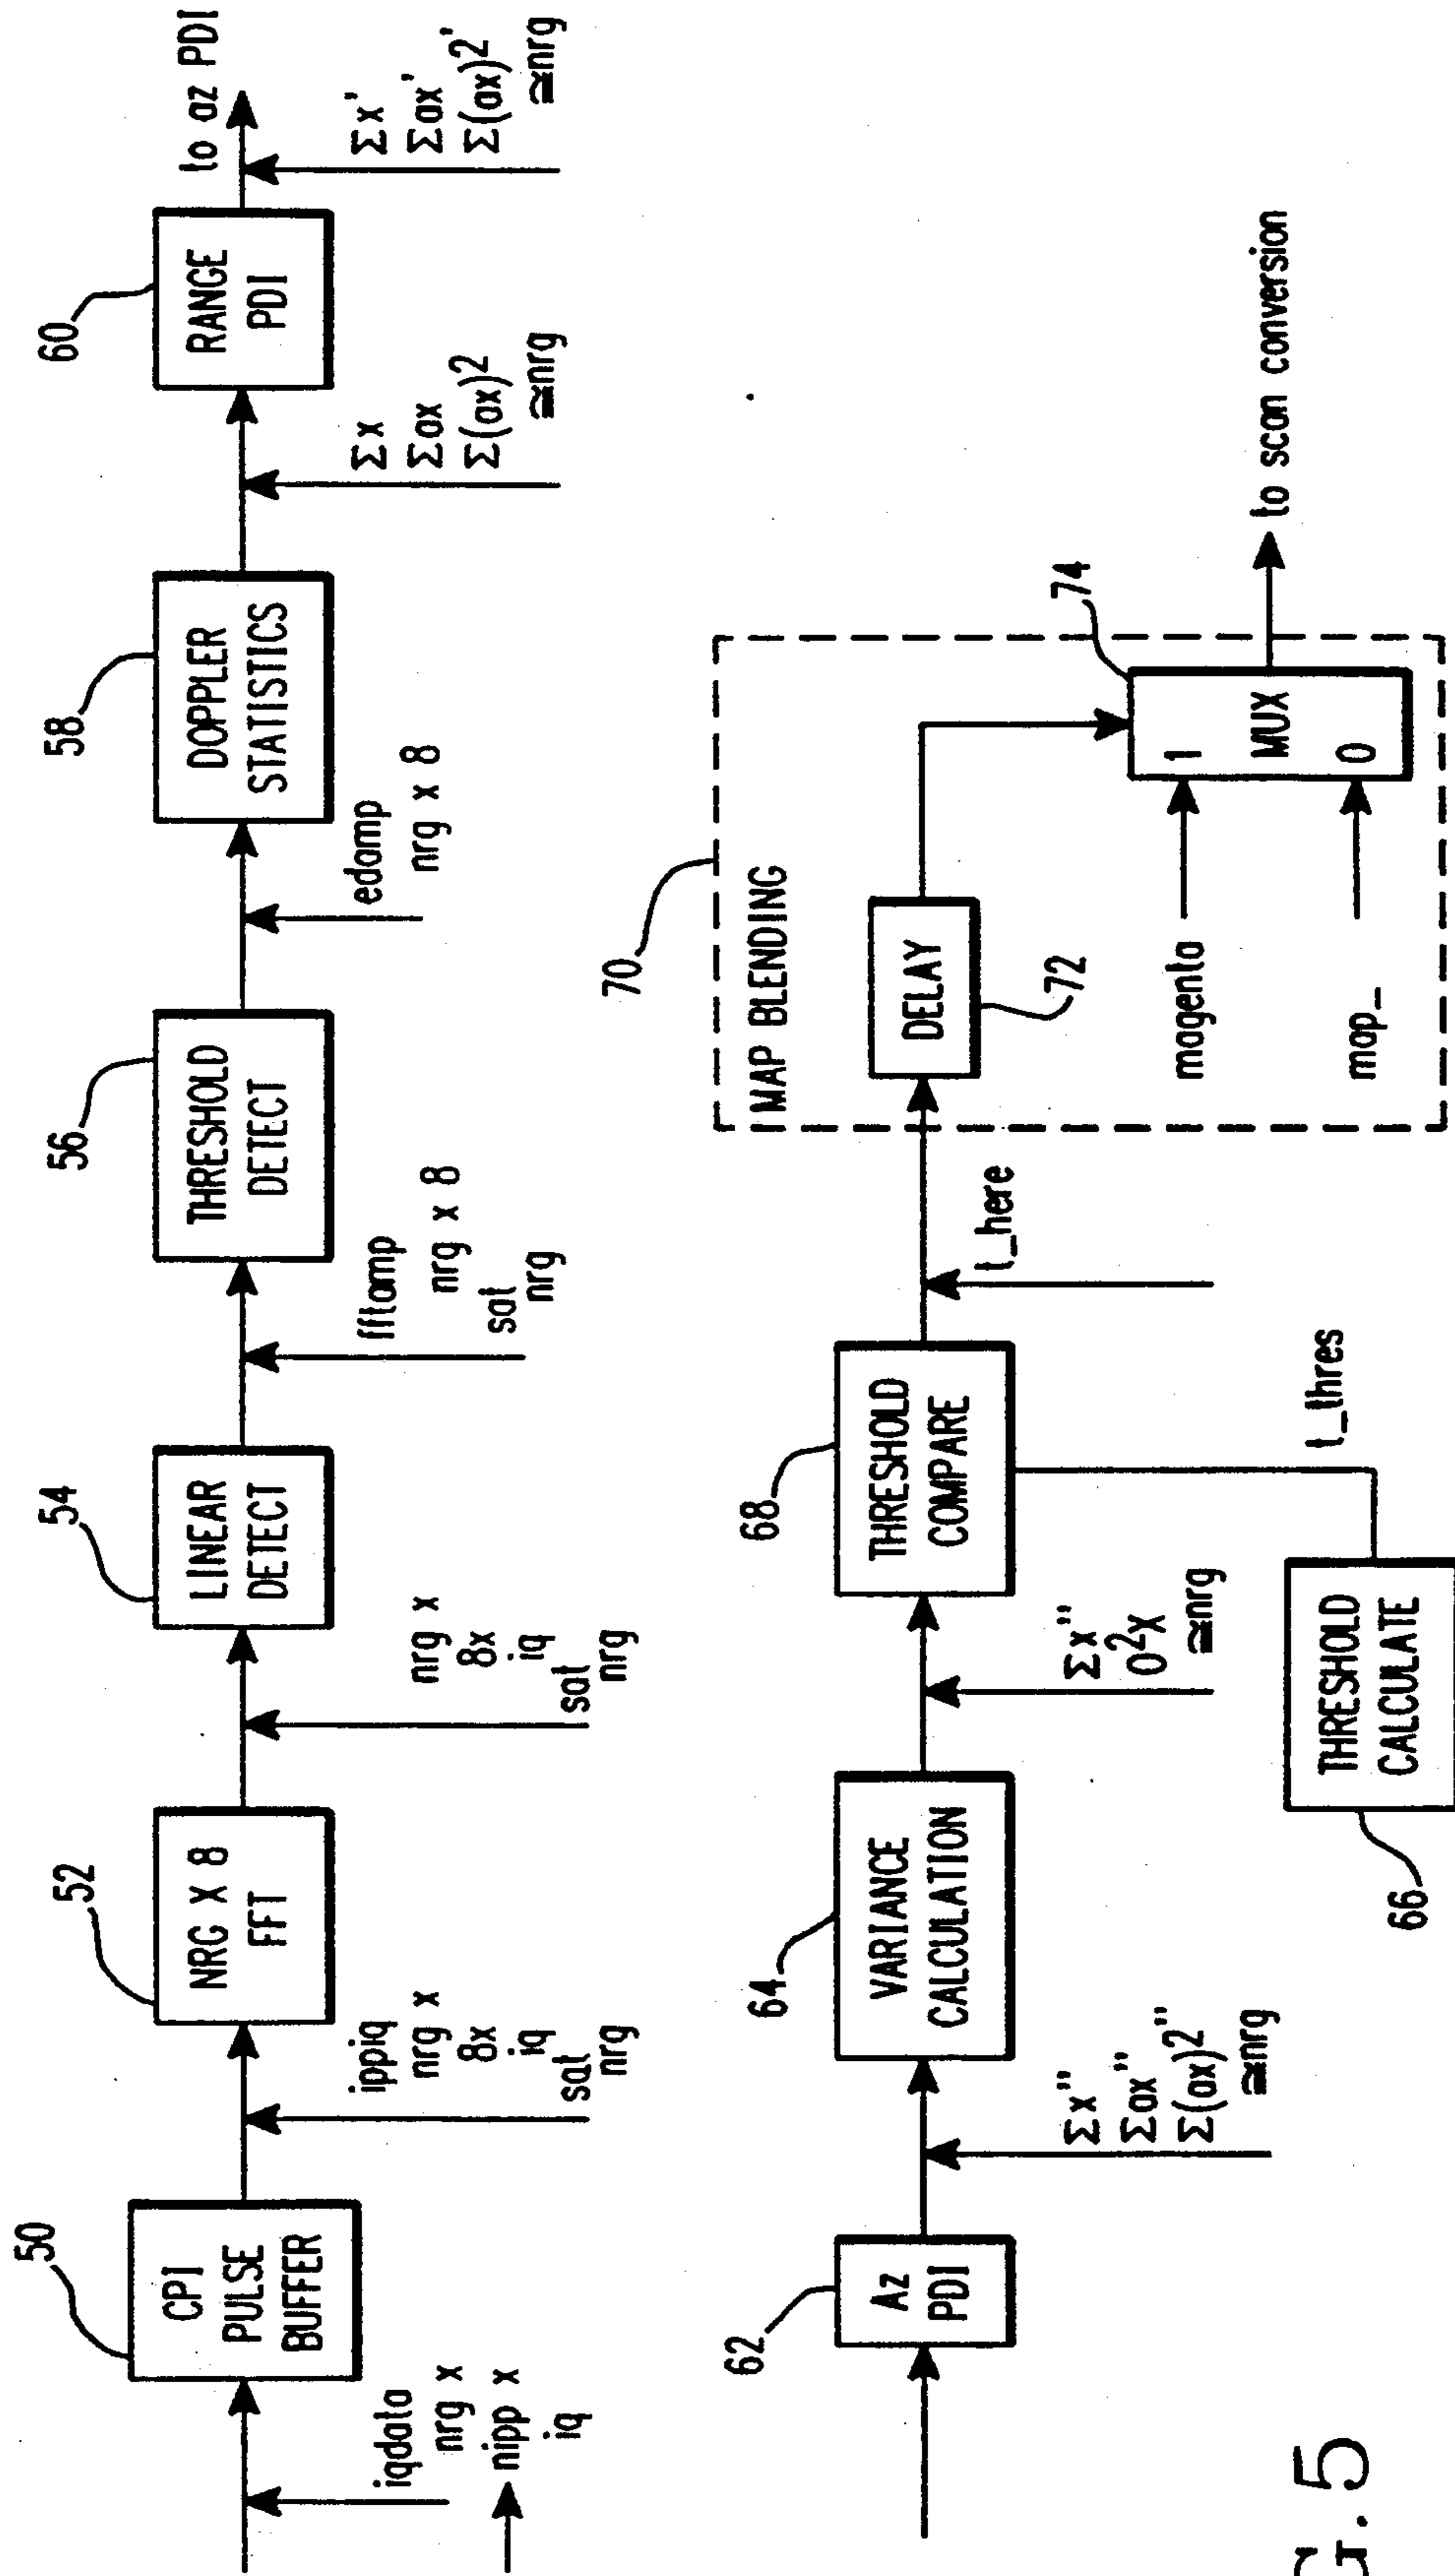 50
CPI
PULSE
BUFFER
iqdata
nrg x
nipp x
iq
ippiq
nrg x
8x
iq
sat
nrg
52
NRG X 8
FFT
nrg x
8x
iq
sat
nrg
54
LINEAR
DETECT
fftamp
nrg x 8
sat
nrg
56
THRESHOLD
DETECT
edamp
nrg x 8
58
DOPPLER
STATISTICS
Σx
Σax
Σ(ax)2
≅nrg
60
RANGE
PDI
to az PDI
Σx'
Σax'
Σ(ax)2'
≅nrg
62
Az
PDI
Σx"
Σax"
Σ(ax)2"
≅nrg
64
VARIANCE
CALCULATION
Σx"
O²X
≅nrg
66
THRESHOLD
CALCULATE
t_thres
68
THRESHOLD
COMPARE
t_here
70
MAP BLENDING
DELAY
72
magenta
map_
74
1
MUX
0
to scan conversion
G. 5